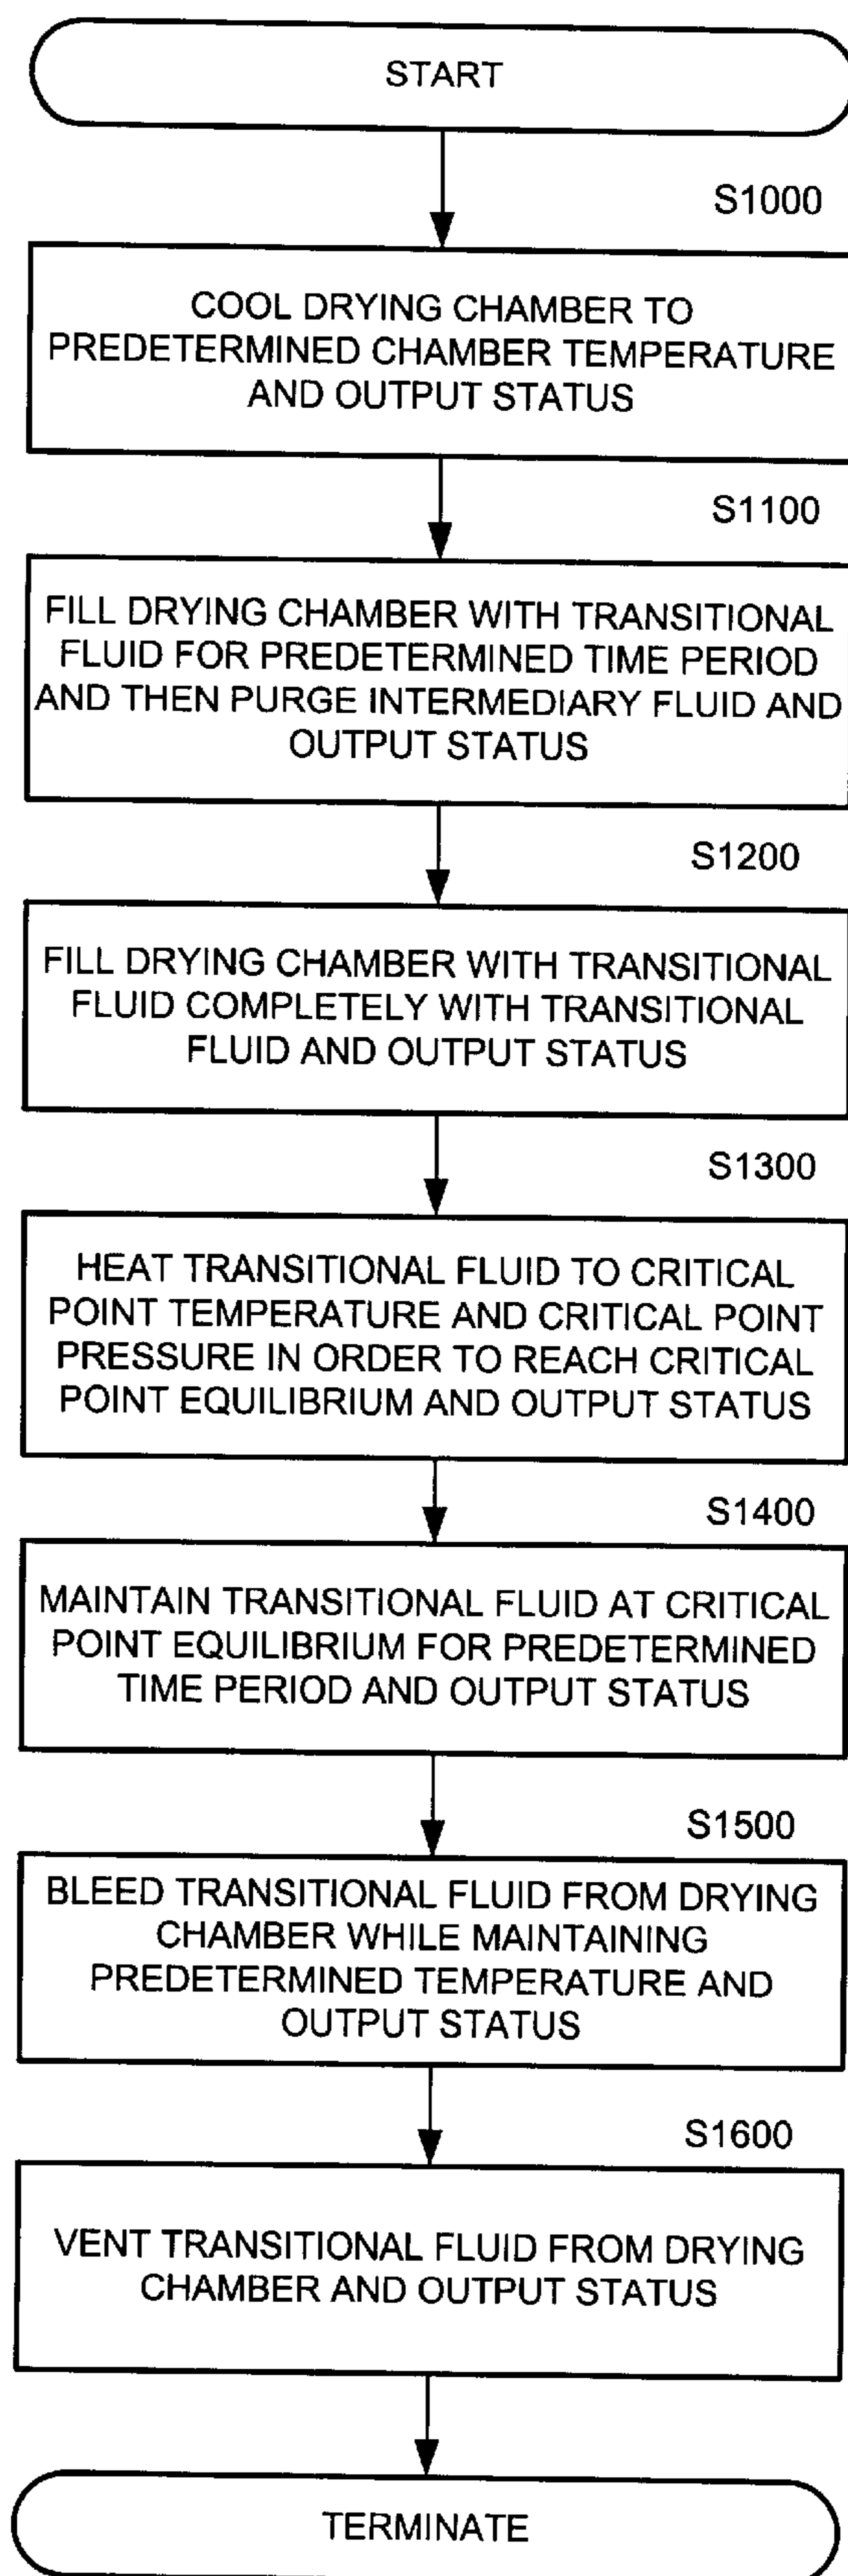 START
S1000
COOL DRYING CHAMBER TO
PREDETERMINED CHAMBER TEMPERATURE
AND OUTPUT STATUS
S1100
FILL DRYING CHAMBER WITH TRANSITIONAL
FLUID FOR PREDETERMINED TIME PERIOD
AND THEN PURGE INTERMEDIARY FLUID AND
OUTPUT STATUS
S1200
FILL DRYING CHAMBER WITH TRANSITIONAL
FLUID COMPLETELY WITH TRANSITIONAL
FLUID AND OUTPUT STATUS
S1300
HEAT TRANSITIONAL FLUID TO CRITICAL
POINT TEMPERATURE AND CRITICAL POINT
PRESSURE IN ORDER TO REACH CRITICAL
POINT EQUILIBRIUM AND OUTPUT STATUS
S1400
MAINTAIN TRANSITIONAL FLUID AT CRITICAL
POINT EQUILIBRIUM FOR PREDETERMINED
TIME PERIOD AND OUTPUT STATUS
S1500
BLEED TRANSITIONAL FLUID FROM DRYING
CHAMBER WHILE MAINTAINING
PREDETERMINED TEMPERATURE AND
OUTPUT STATUS
S1600
VENT TRANSITIONAL FLUID FROM DRYING
CHAMBER AND OUTPUT STATUS
TERMINATE